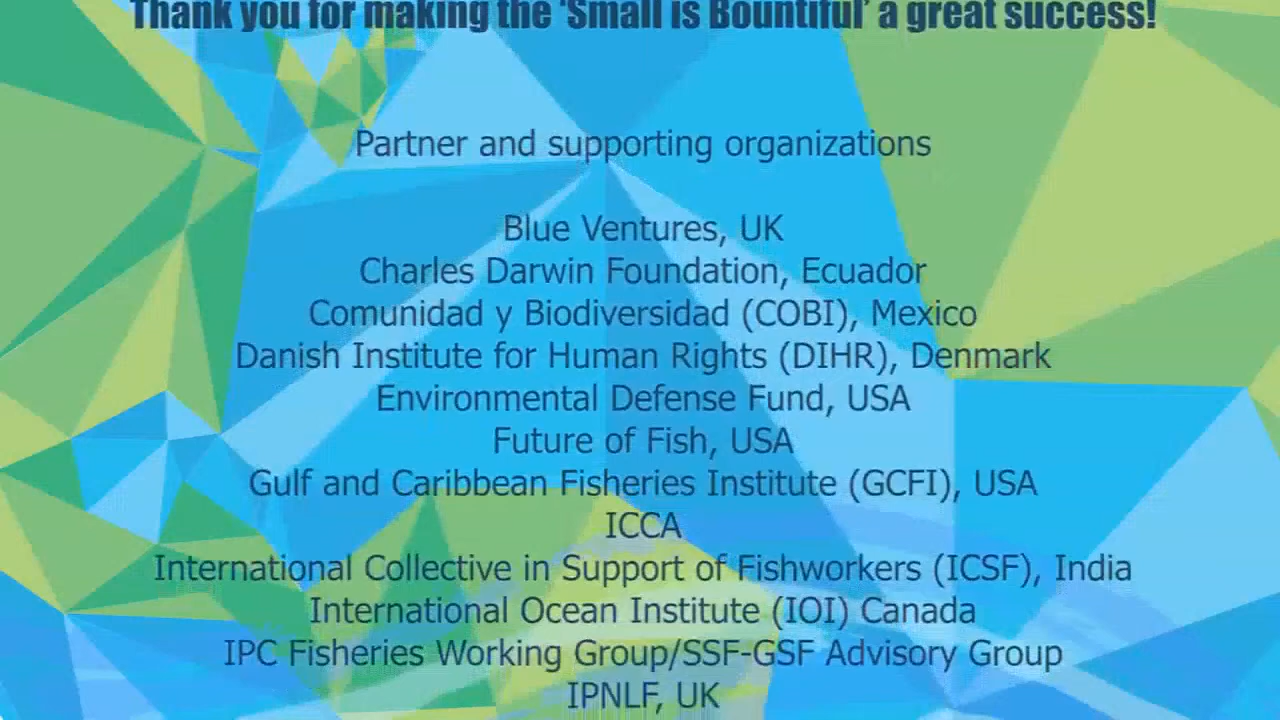 Thank you for making the 'Small is Bountiful' a great success!
Partner and supporting organizations
Blue Ventures, UK
Charles Darwin Foundation, Ecuador
Comunidad y Biodiversidad (COBI), Mexico
Danish Institute for Human Rights (DIHR), Denmark
Environmental Defense Fund, USA
Future of Fish, USA
Gulf and Caribbean Fisheries Institute (GCFI), USA
ICCA
International Collective in Support of Fishworkers (ICSF), India
International Ocean Institute (IOI) Canada
IPC Fisheries Working Group/SSF-GSF Advisory Group
IPNLF, UK